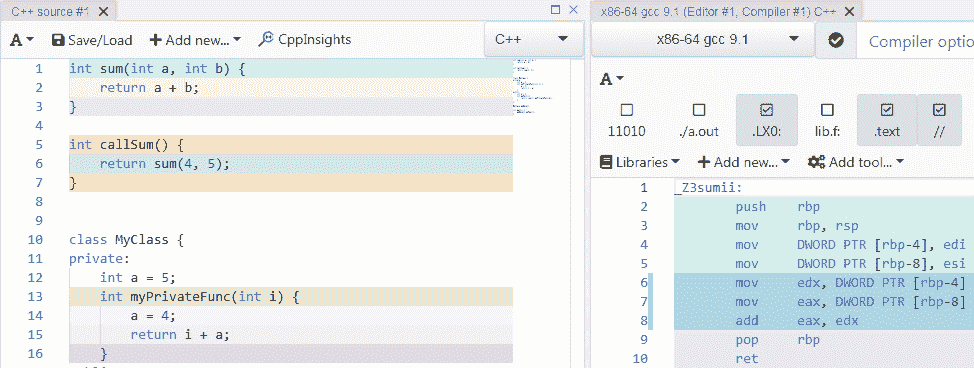 C++ source #1
A Save/Load Add new... CppInsights C++
1 int sum(int a, int b) {
2 return a + b;
3 }
4
5 int callSum() {
6 return sum(4, 5);
7 }
8
9
10 class MyClass {
11 private:
12 int a = 5;
13 int myPrivateFunc(int i) {
14 a = 4;
15 return i + a;
16 }
x86-64 gcc 9.1 (Editor #1, Compiler #1) C++
x86-64 gcc 9.1 Compiler optio
A
11010 ./a.out .LX0: lib.f: .text //
Libraries Add new... Add tool...
1 _Z3sumii:
2 push rbp
3 mov rbp, rsp
4 mov DWORD PTR [rbp-4], edi
5 mov DWORD PTR [rbp-8], esi
6 mov edx, DWORD PTR [rbp-4]
7 mov eax, DWORD PTR [rbp-8]
8 add eax, edx
9 pop rbp
10 ret